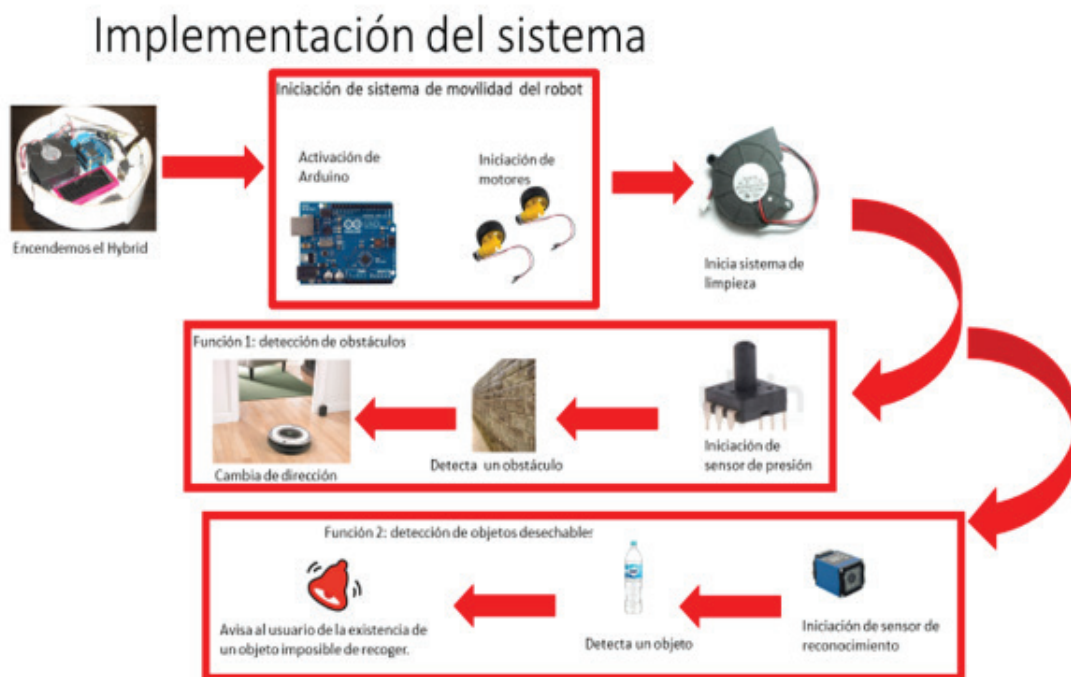 Implementación del sistema
Iniciación de sistema de movilidad del robot
Activación de
Arduino
Iniciación de
motores
Encendemos el Hybrid
Inicia sistema de
limpieza
Función 1: detección de obstáculos
Cambia de dirección
Detecta un obstáculo
Iniciación de
sensor de presión
Función 2: detección de objetos desechables
Avisa al usuario de la existencia de
un objeto imposible de recoger.
Detecta un objeto
Iniciación de sensor de
reconocimiento